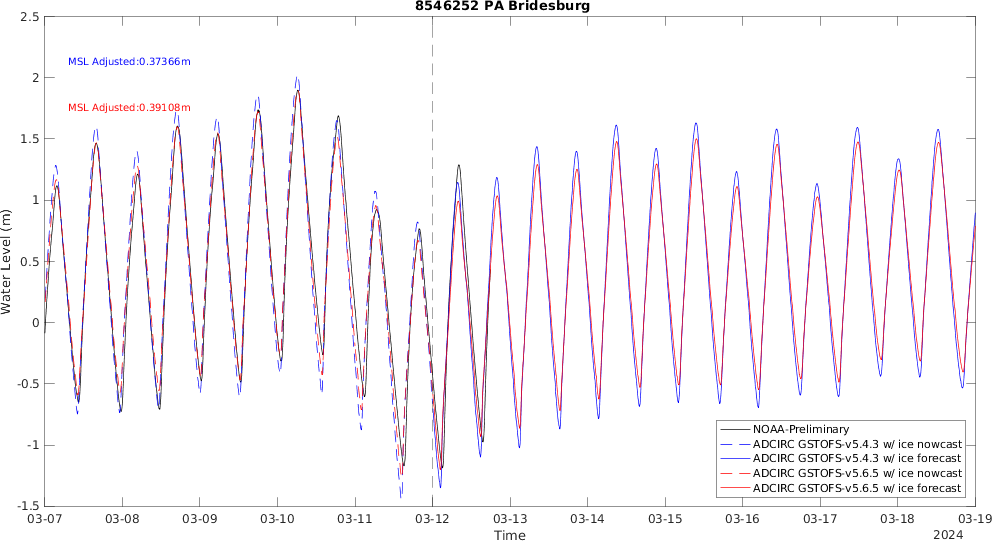 8546252 PA Bridesburg
2.5
2
1.5
1
0.5
0
-0.5
-1
-1.5
Water Level (m)
MSL Adjusted:0.37366m
MSL Adjusted:0.39108m
NOAA-Preliminary
ADCIRC GSTOFS-v5.4.3 w/ ice nowcast
ADCIRC GSTOFS-v5.4.3 w/ ice forecast
ADCIRC GSTOFS-v5.6.5 w/ ice nowcast
ADCIRC GSTOFS-v5.6.5 w/ ice forecast
03-07 03-08 03-09 03-10 03-11 03-12 03-13 03-14 03-15 03-16 03-17 03-18 03-19
Time
2024